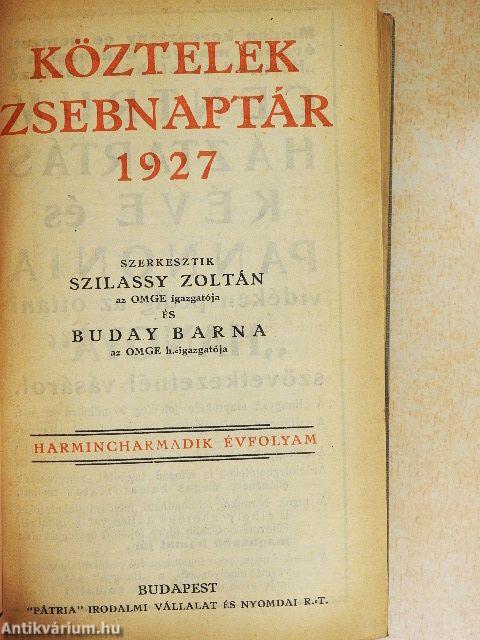 KÖZTELEK
ZSEBNAPTÁR
1927
SZERKESZTIK
SZILASSY ZOLTÁN
az OMGE igazgatója
ÉS
BUDAY BARNA
az OMGE h.-igazgatója
HARMINCHARMADIK ÉVFOLYAM
BUDAPEST
"PÁTRIA" IRODALMI VÁLLALAT ÉS NYOMDAI R.-T.
Antikvárium.hu